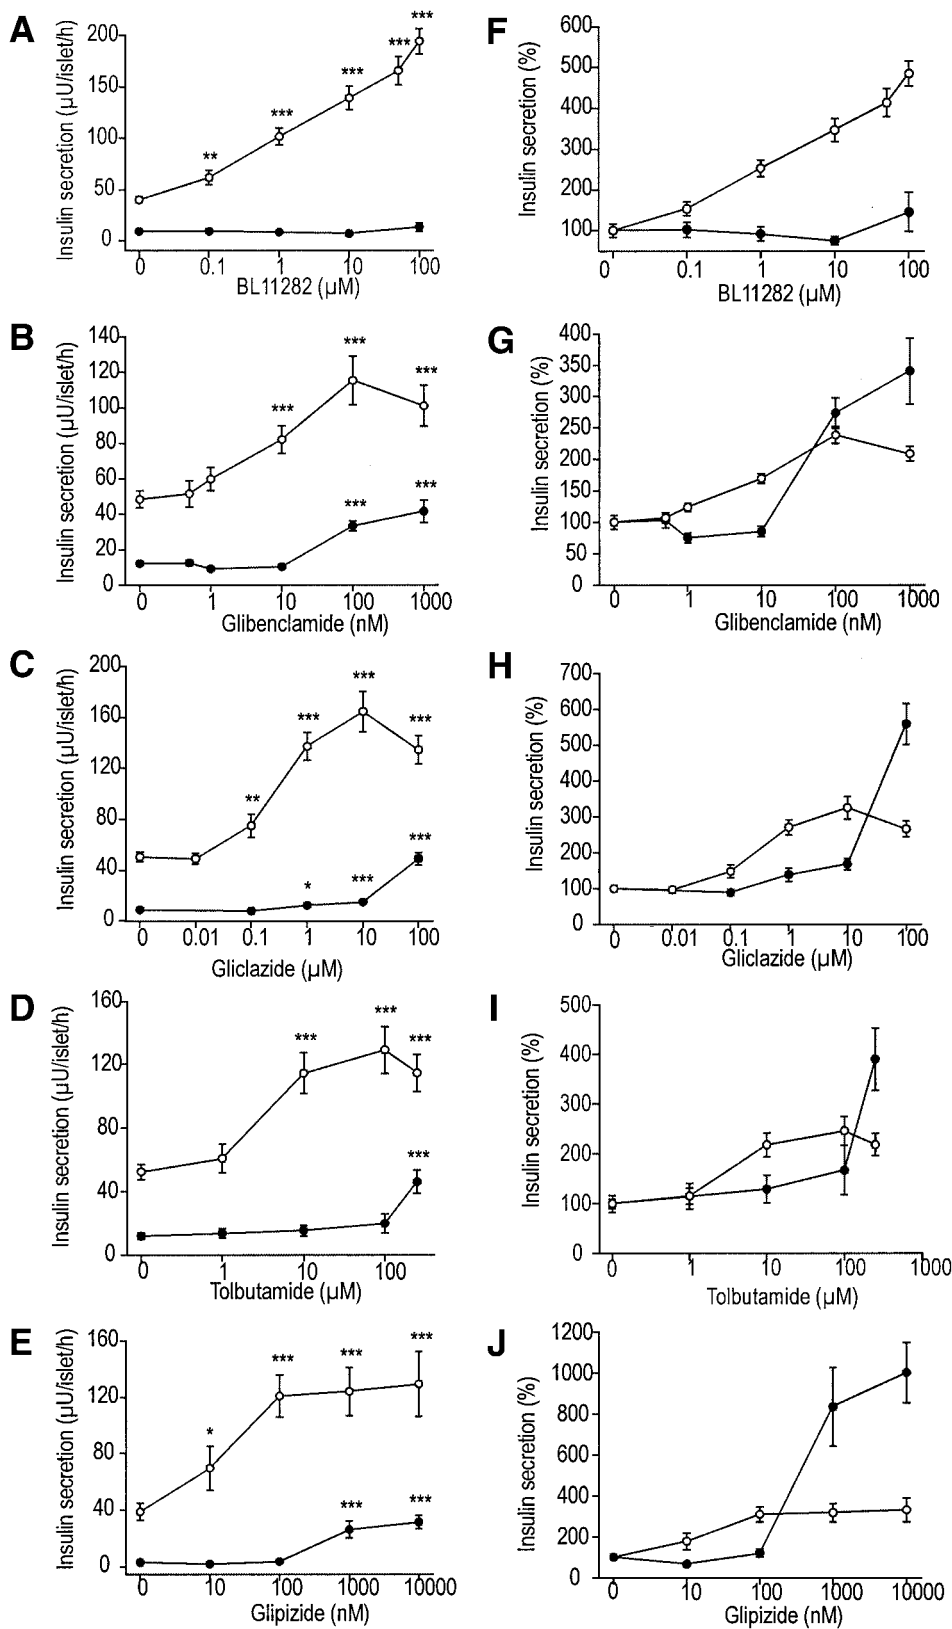 A
Insulin secretion (µU/islet/h)
200
150
100
50
0
***
***
***
***
**
0 0.1 1 10 100
BL11282 (µM)
F
Insulin secretion (%)
600
500
400
300
200
100
0 0.1 1 10 100
BL11282 (µM)
B
Insulin secretion (µU/islet/h)
140
120
100
80
60
40
20
0
***
***
***
***
***
0 1 10 100 1000
Glibenclamide (nM)
G
Insulin secretion (%)
400
350
300
250
200
150
100
50
0
0 1 10 100 1000
Glibenclamide (nM)
C
Insulin secretion (µU/islet/h)
200
160
120
80
40
0
***
***
***
**
***
***
*
0 0.01 0.1 1 10 100
Gliclazide (µM)
H
Insulin secretion (%)
700
600
500
400
300
200
100
0
0 0.01 0.1 1 10 100
Gliclazide (µM)
D
Insulin secretion (µU/islet/h)
160
120
80
40
0
***
***
***
***
0 1 10 100
Tolbutamide (µM)
I
Insulin secretion (%)
500
400
300
200
100
0
0 1 10 100 1000
Tolbutamide (µM)
E
Insulin secretion (µU/islet/h)
160
120
80
40
0
***
***
***
*
***
***
0 10 100 1000 10000
Glipizide (nM)
J
Insulin secretion (%)
1200
1000
800
600
400
200
0
0 10 100 1000 10000
Glipizide (nM)